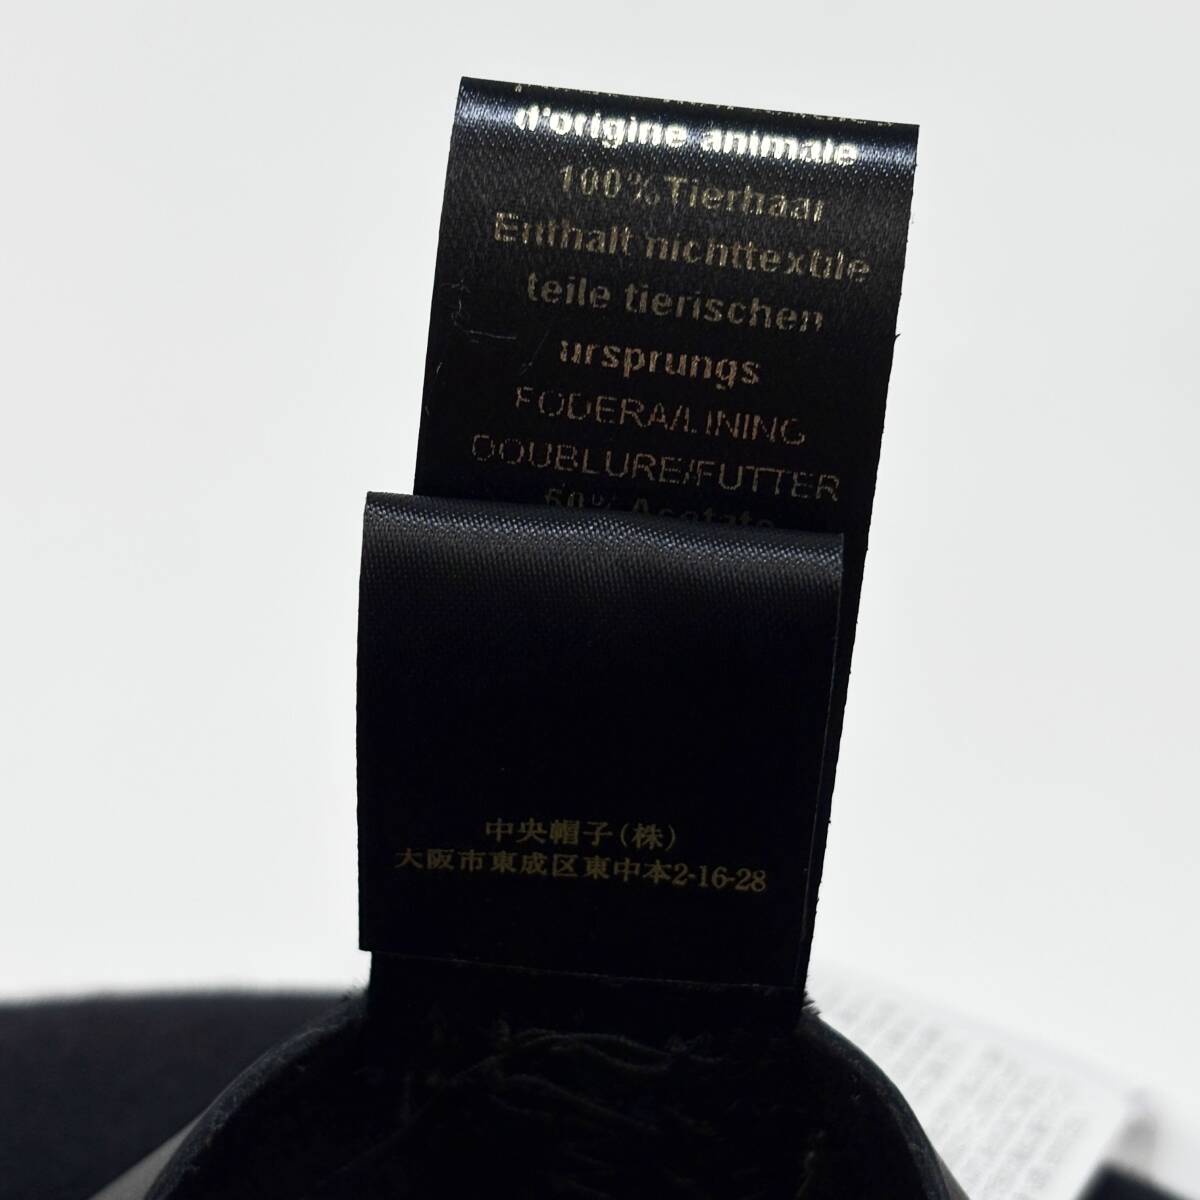 d'origine animale
100%Tierhaar
Enthalt nichttextile
teile tierischen
ursprungs
FODERA/LINING
DOUBLURE/FUTTER
Acetate
中央帽子(株)
大阪市東成区東中本2-16-28